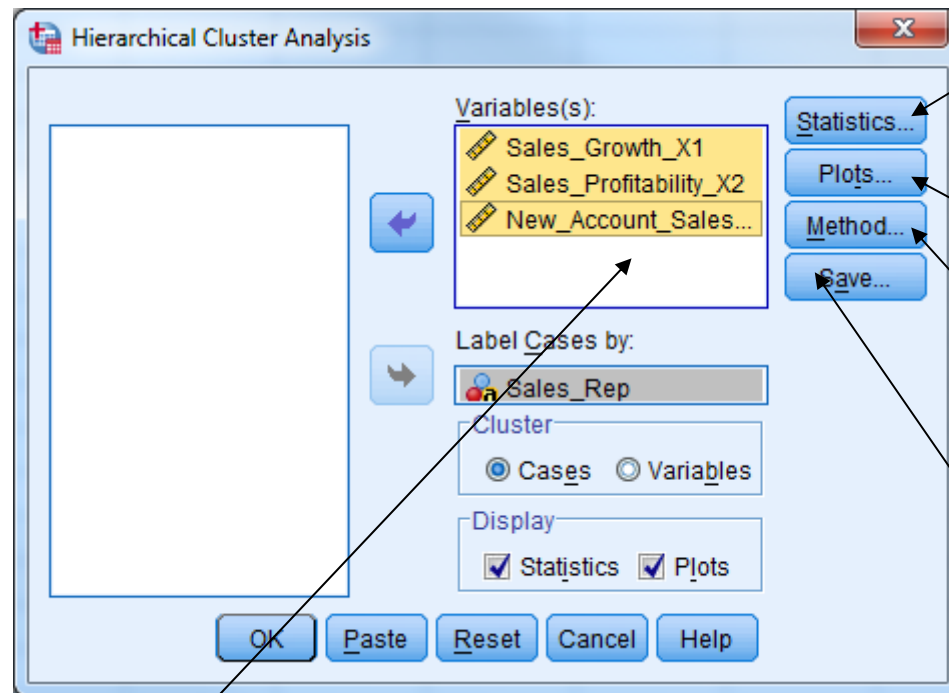 Hierarchical Cluster Analysis
Variables(s):
Sales_Growth_X1
Sales_Profitability_X2
New_Account_Sales...
Statistics...
Plots...
Method...
Save...
Label Cases by:
Sales_Rep
Cluster
Cases Variables
Display
Statistics Plots
OK Paste Reset Cancel Help